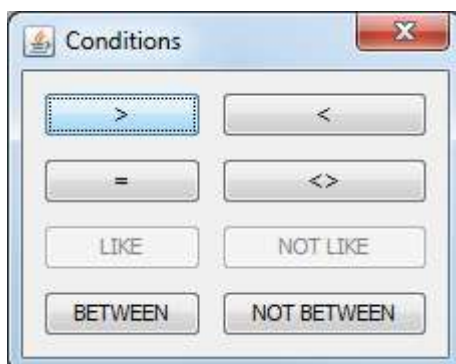 Conditions
> <
= <>
LIKE NOT LIKE
BETWEEN NOT BETWEEN